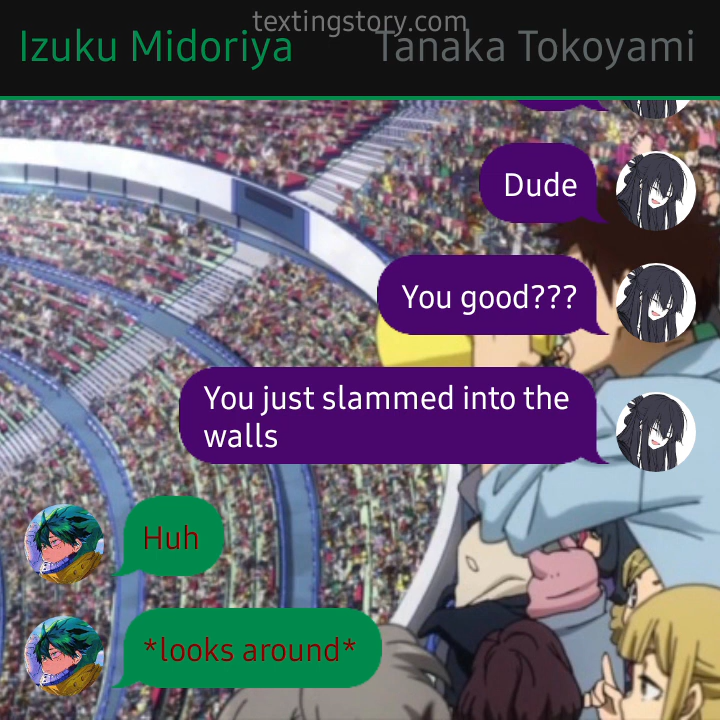 textingstory.com
Izuku Midoriya
Tanaka Tokoyami
Dude
You good???
You just slammed into the
walls
Huh
*looks around*